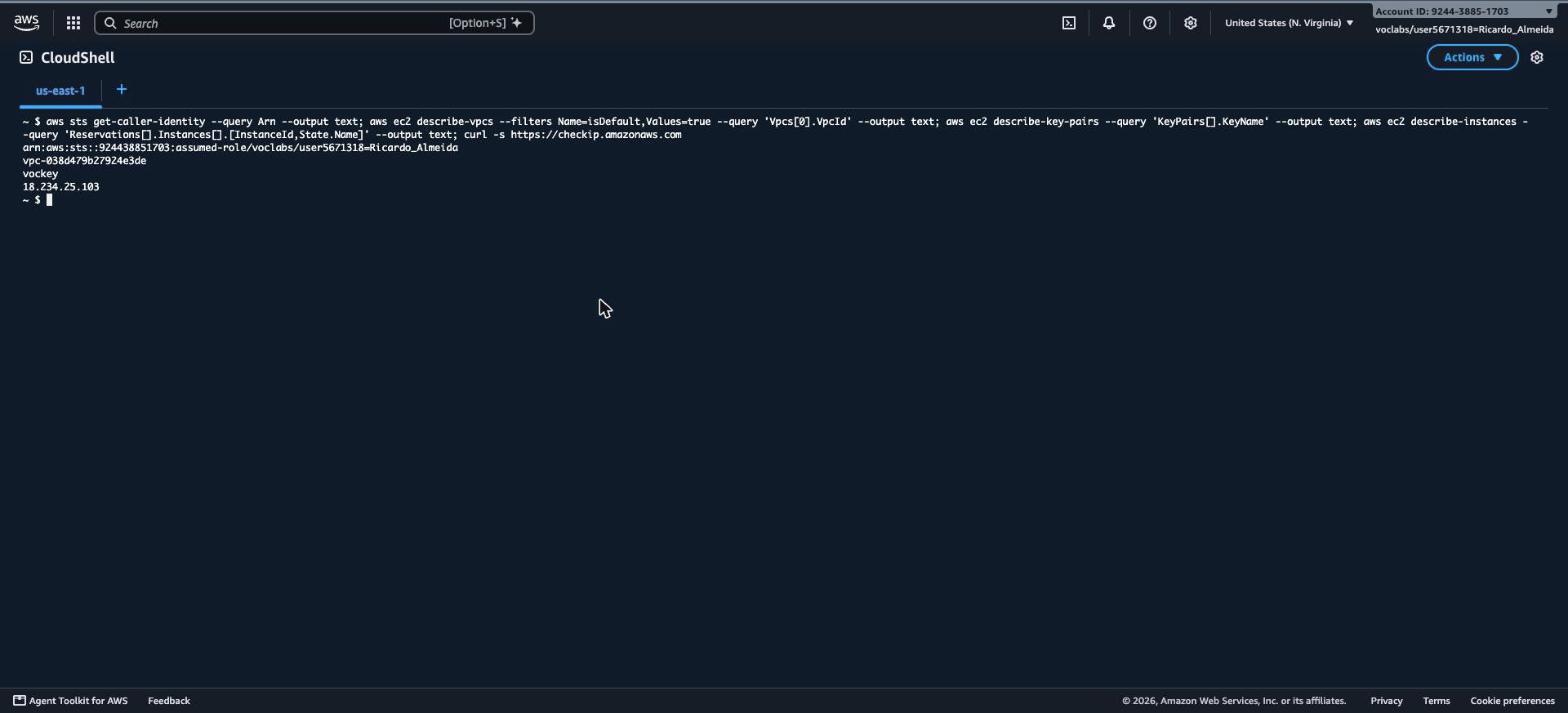 aws
Search
[Option+S]
United States (N. Virginia)
Account ID: 9244-3885-1703
voclabs/user5671318=Ricardo_Almeida
CloudShell
Actions
us-east-1
+
~ $ aws sts get-caller-identity --query Arn --output text; aws ec2 describe-vpcs --filters Name=isDefault,Values=true --query 'Vpcs[0].VpcId' --output text; aws ec2 describe-key-pairs --query 'KeyPairs[].KeyName' --output text; aws ec2 describe-instances -
-query 'Reservations[].Instances[].[InstanceId,State.Name]' --output text; curl -s https://checkip.amazonaws.com
arn:aws:sts::924438851703:assumed-role/voclabs/user5671318=Ricardo_Almeida
vpc-038d479b27924e3de
vockey
18.234.25.103
~ $
Agent Toolkit for AWS
Feedback
© 2026, Amazon Web Services, Inc. or its affiliates.
Privacy
Terms
Cookie preferences